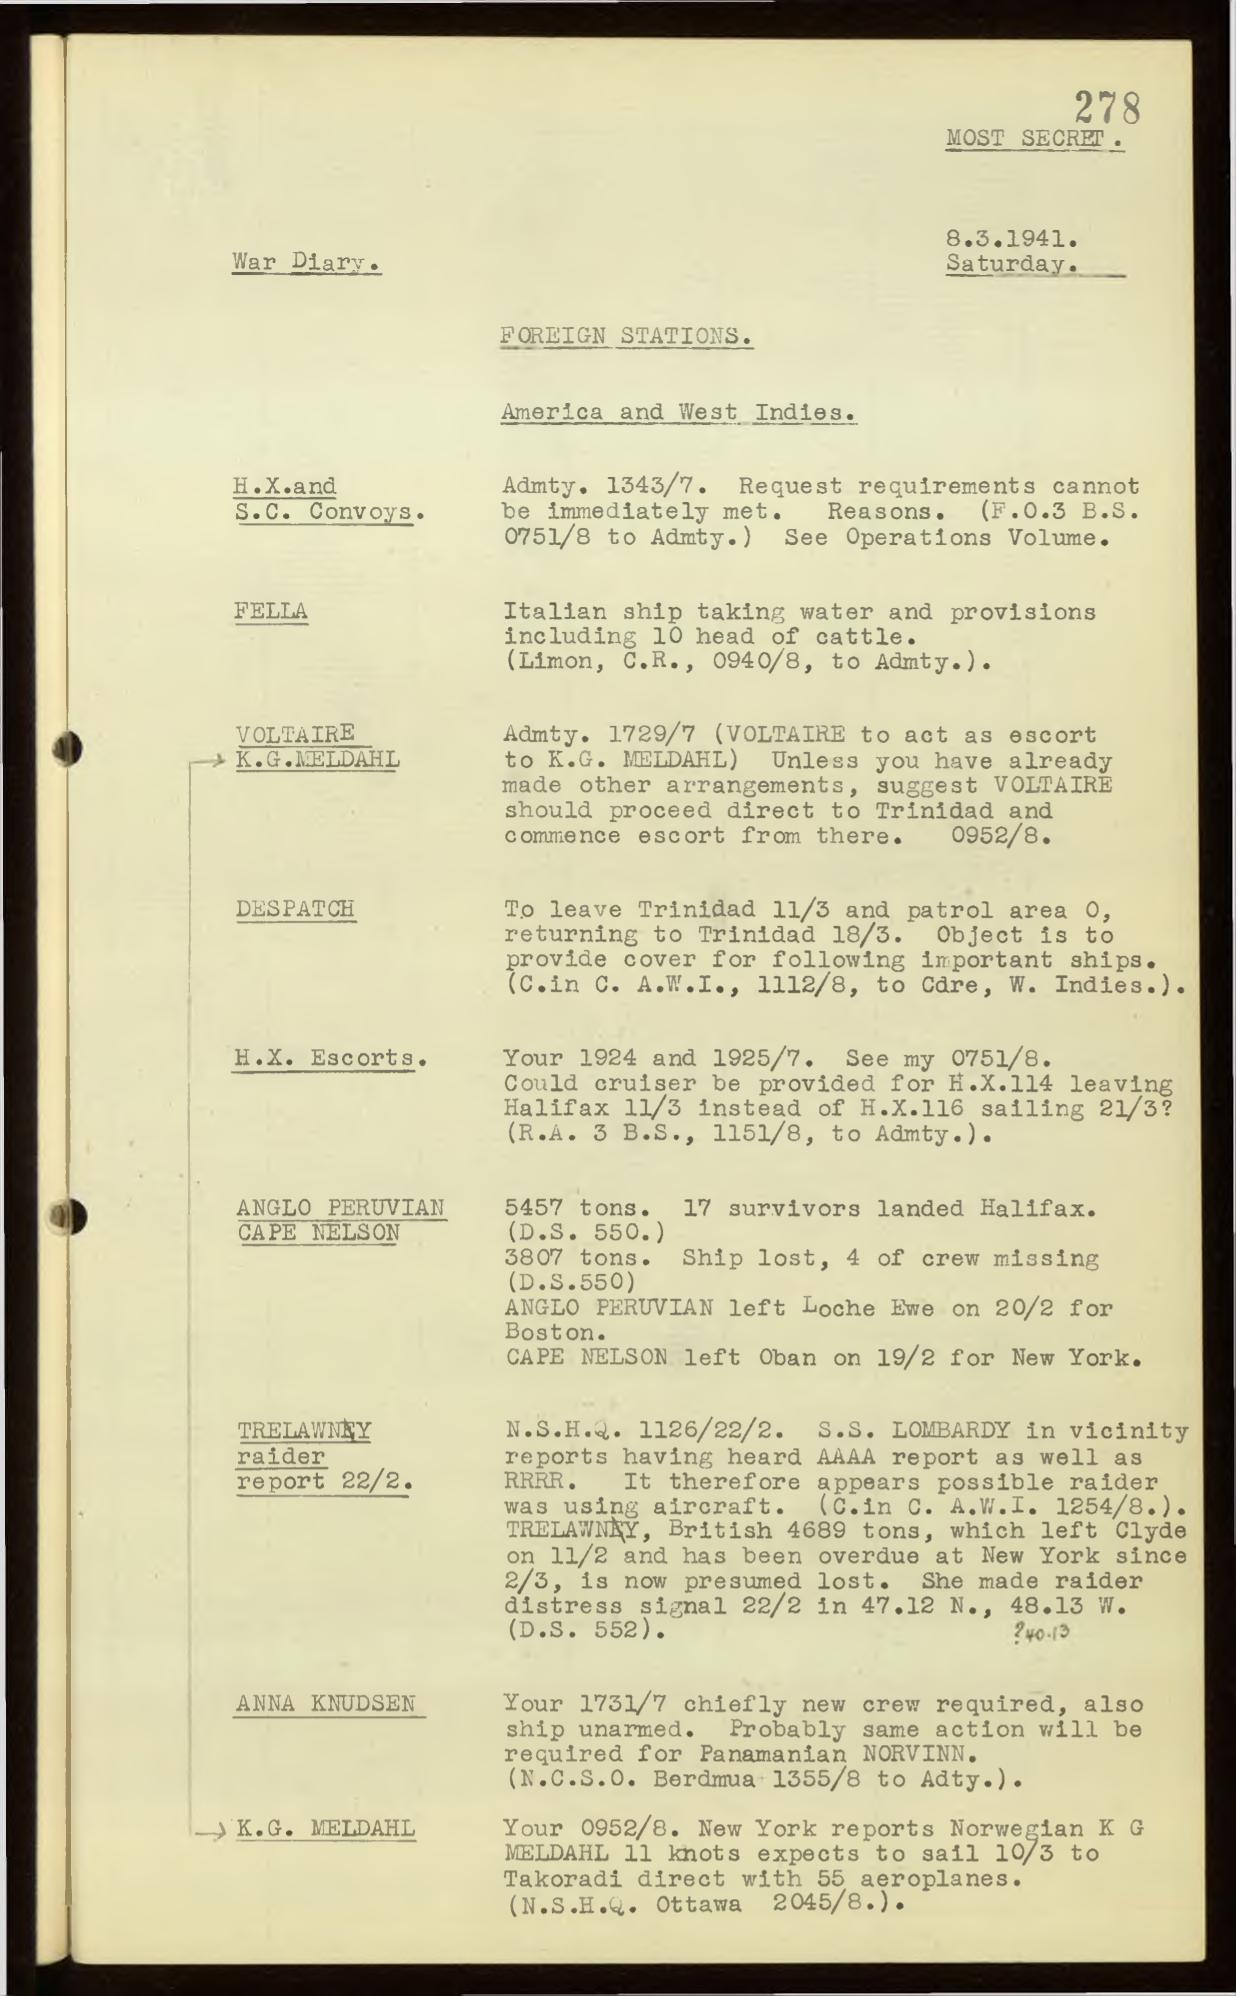 278
MOST SECRET.
8.3.1941.
War Diary.
Saturday.
FOREIGN STATIONS.
America and West Indies.
H.X.and
S.C. Convoys.
Admty. 1343/7. Request requirements cannot
be immediately met. Reasons. (F.O.3 B.S.
0751/8 to Admty.) See Operations Volume.
FELLA
Italian ship taking water and provisions
including 10 head of cattle.
(Limon, C.R., 0940/8, to Admty.).
VOLTAIRE
→ K.G.MELDAHL
Admty. 1729/7 (VOLTAIRE to act as escort
to K.G. MELDAHL) Unless you have already
made other arrangements, suggest VOLTAIRE
should proceed direct to Trinidad and
commence escort from there. 0952/8.
DESPATCH
To leave Trinidad 11/3 and patrol area O,
returning to Trinidad 18/3. Object is to
provide cover for following important ships.
(C.in C. A.W.I., 1112/8, to Cdre, W. Indies.).
H.X. Escorts.
Your 1924 and 1925/7. See my 0751/8.
Could cruiser be provided for H.X.114 leaving
Halifax 11/3 instead of H.X.116 sailing 21/3?
(R.A. 3 B.S., 1151/8, to Admty.).
ANGLO PERUVIAN
CAPE NELSON
5457 tons. 17 survivors landed Halifax.
(D.S. 550.)
3807 tons. Ship lost, 4 of crew missing
(D.S.550)
ANGLO PERUVIAN left Loche Ewe on 20/2 for
Boston.
CAPE NELSON left Oban on 19/2 for New York.
TRELAWNEY
raider
report 22/2.
N.S.H.Q. 1126/22/2. S.S. LOMBARDY in vicinity
reports having heard AAAA report as well as
RRRR. It therefore appears possible raider
was using aircraft. (C.in C. A.W.I. 1254/8.).
TRELAWNEY, British 4689 tons, which left Clyde
on 11/2 and has been overdue at New York since
2/3, is now presumed lost. She made raider
distress signal 22/2 in 47.12 N., 48.13 W.
(D.S. 552).
?40.13
ANNA KNUDSEN
Your 1731/7 chiefly new crew required, also
ship unarmed. Probably same action will be
required for Panamanian NORVINN.
(N.C.S.O. Berdmua 1355/8 to Adty.).
→ K.G. MELDAHL
Your 0952/8. New York reports Norwegian K G
MELDAHL 11 knots expects to sail 10/3 to
Takoradi direct with 55 aeroplanes.
(N.S.H.Q. Ottawa 2045/8.).